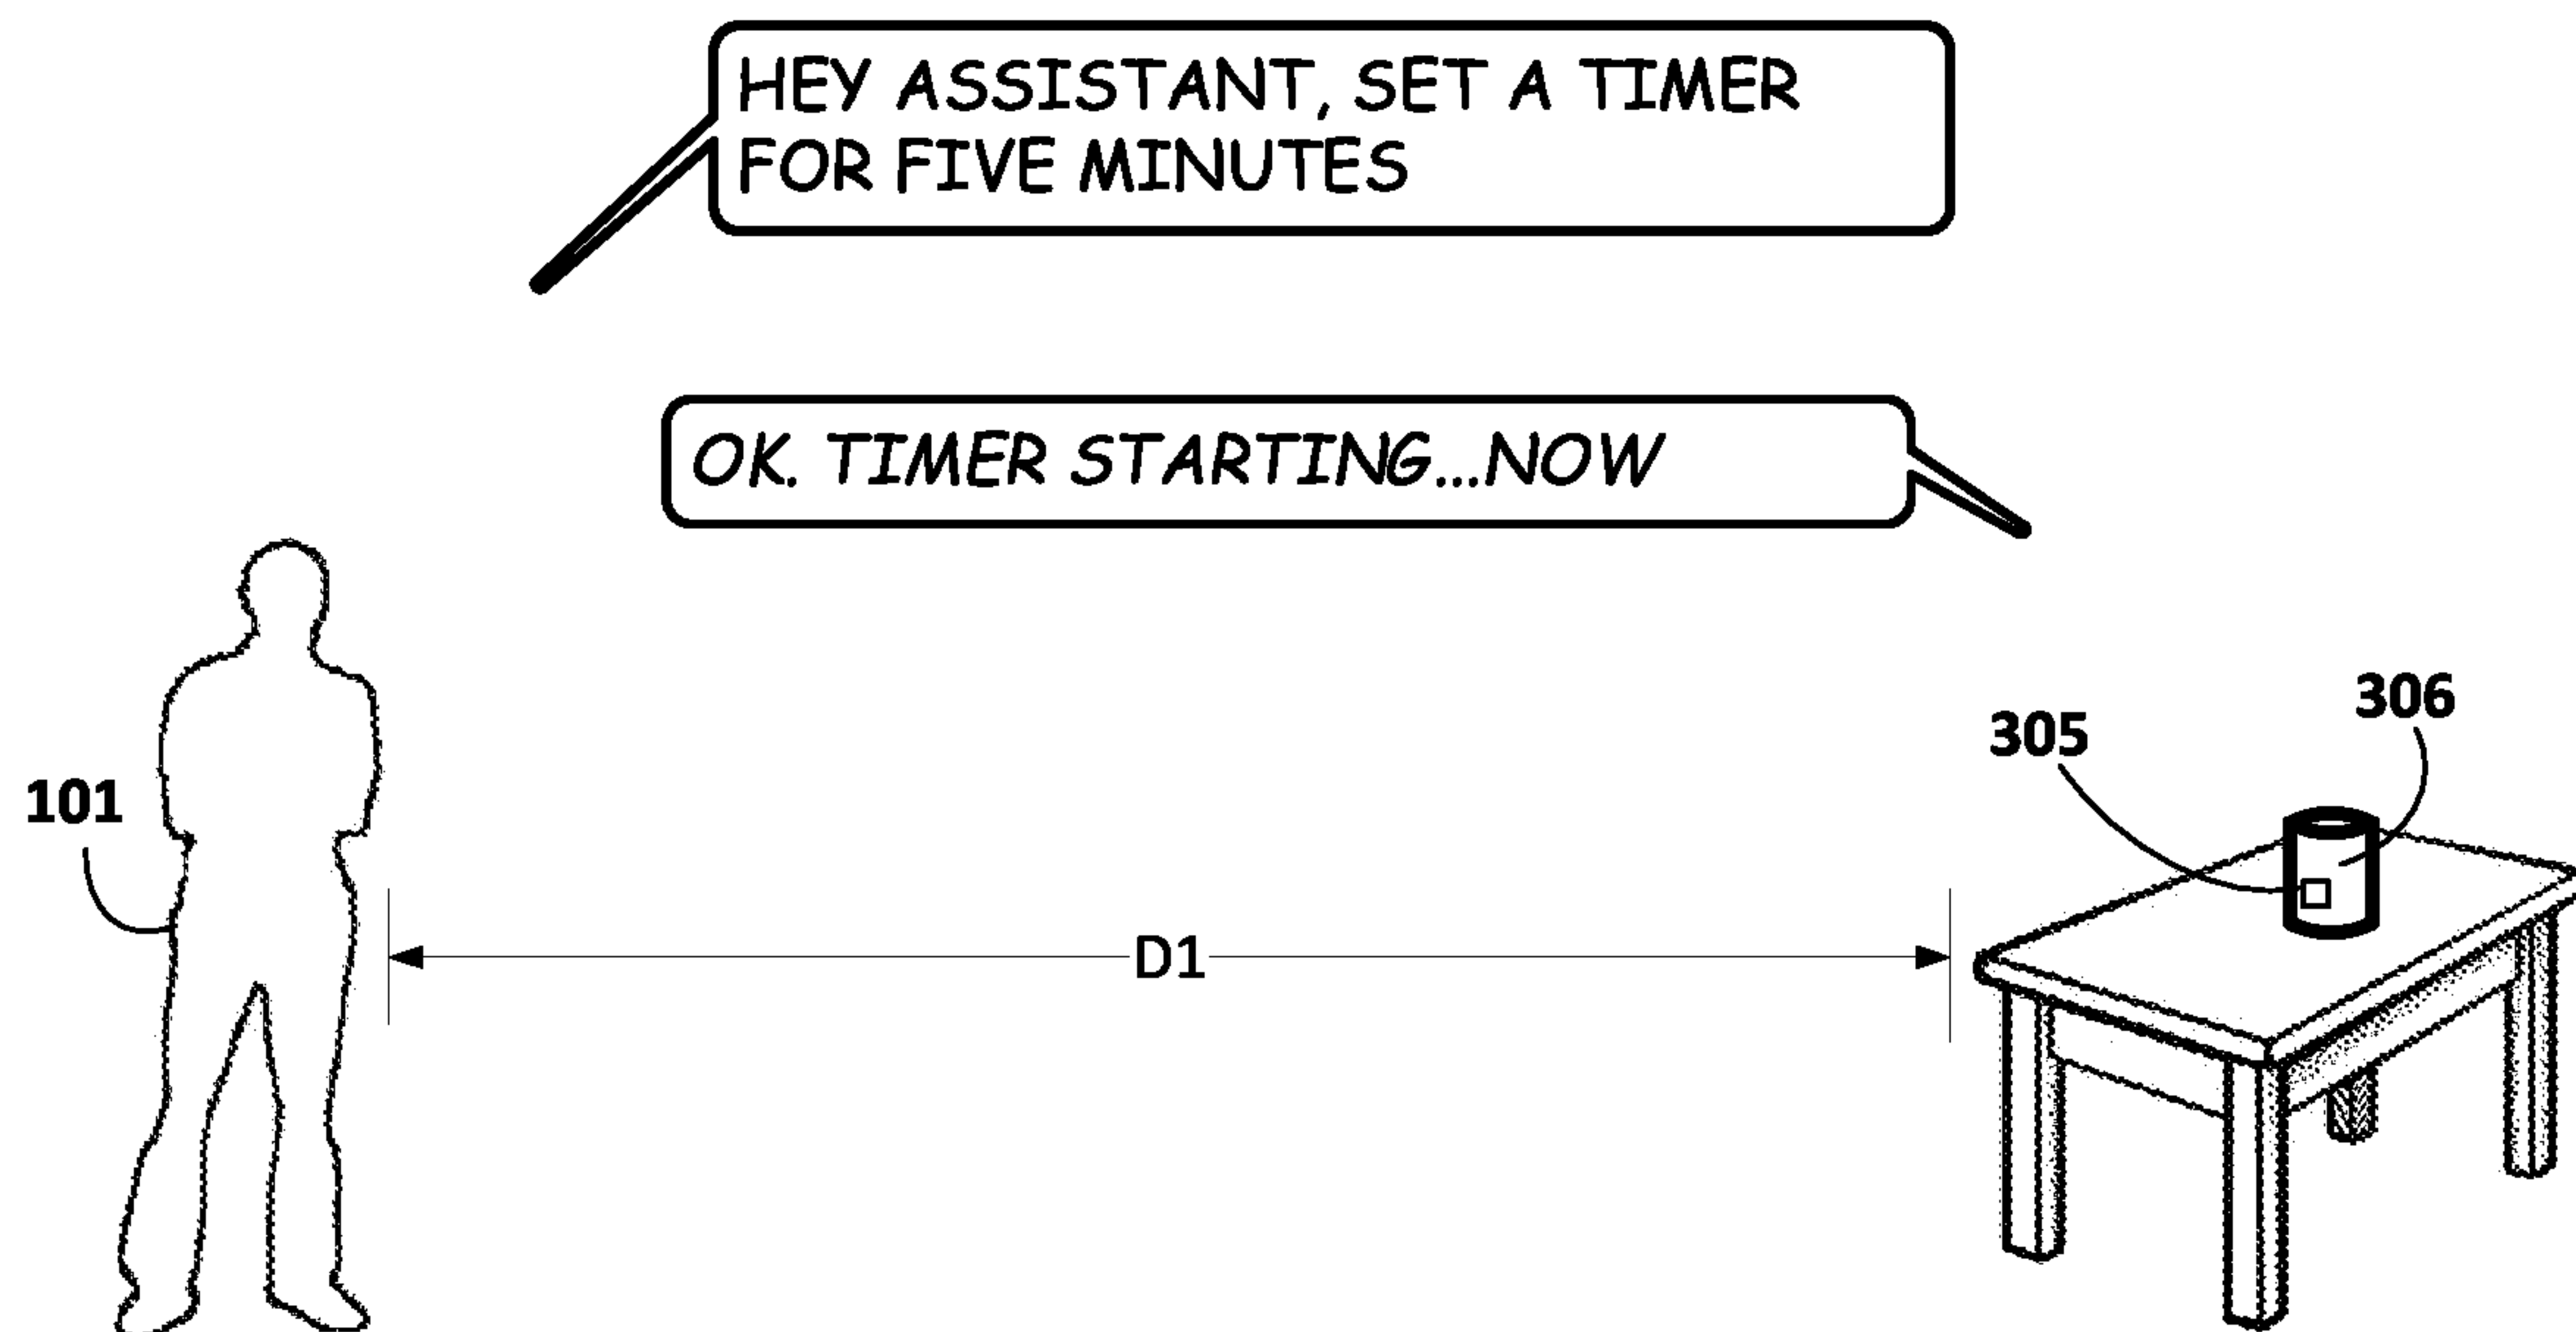 HEY ASSISTANT, SET A TIMER
FOR FIVE MINUTES
OK. TIMER STARTING...NOW
306
305
101
D1